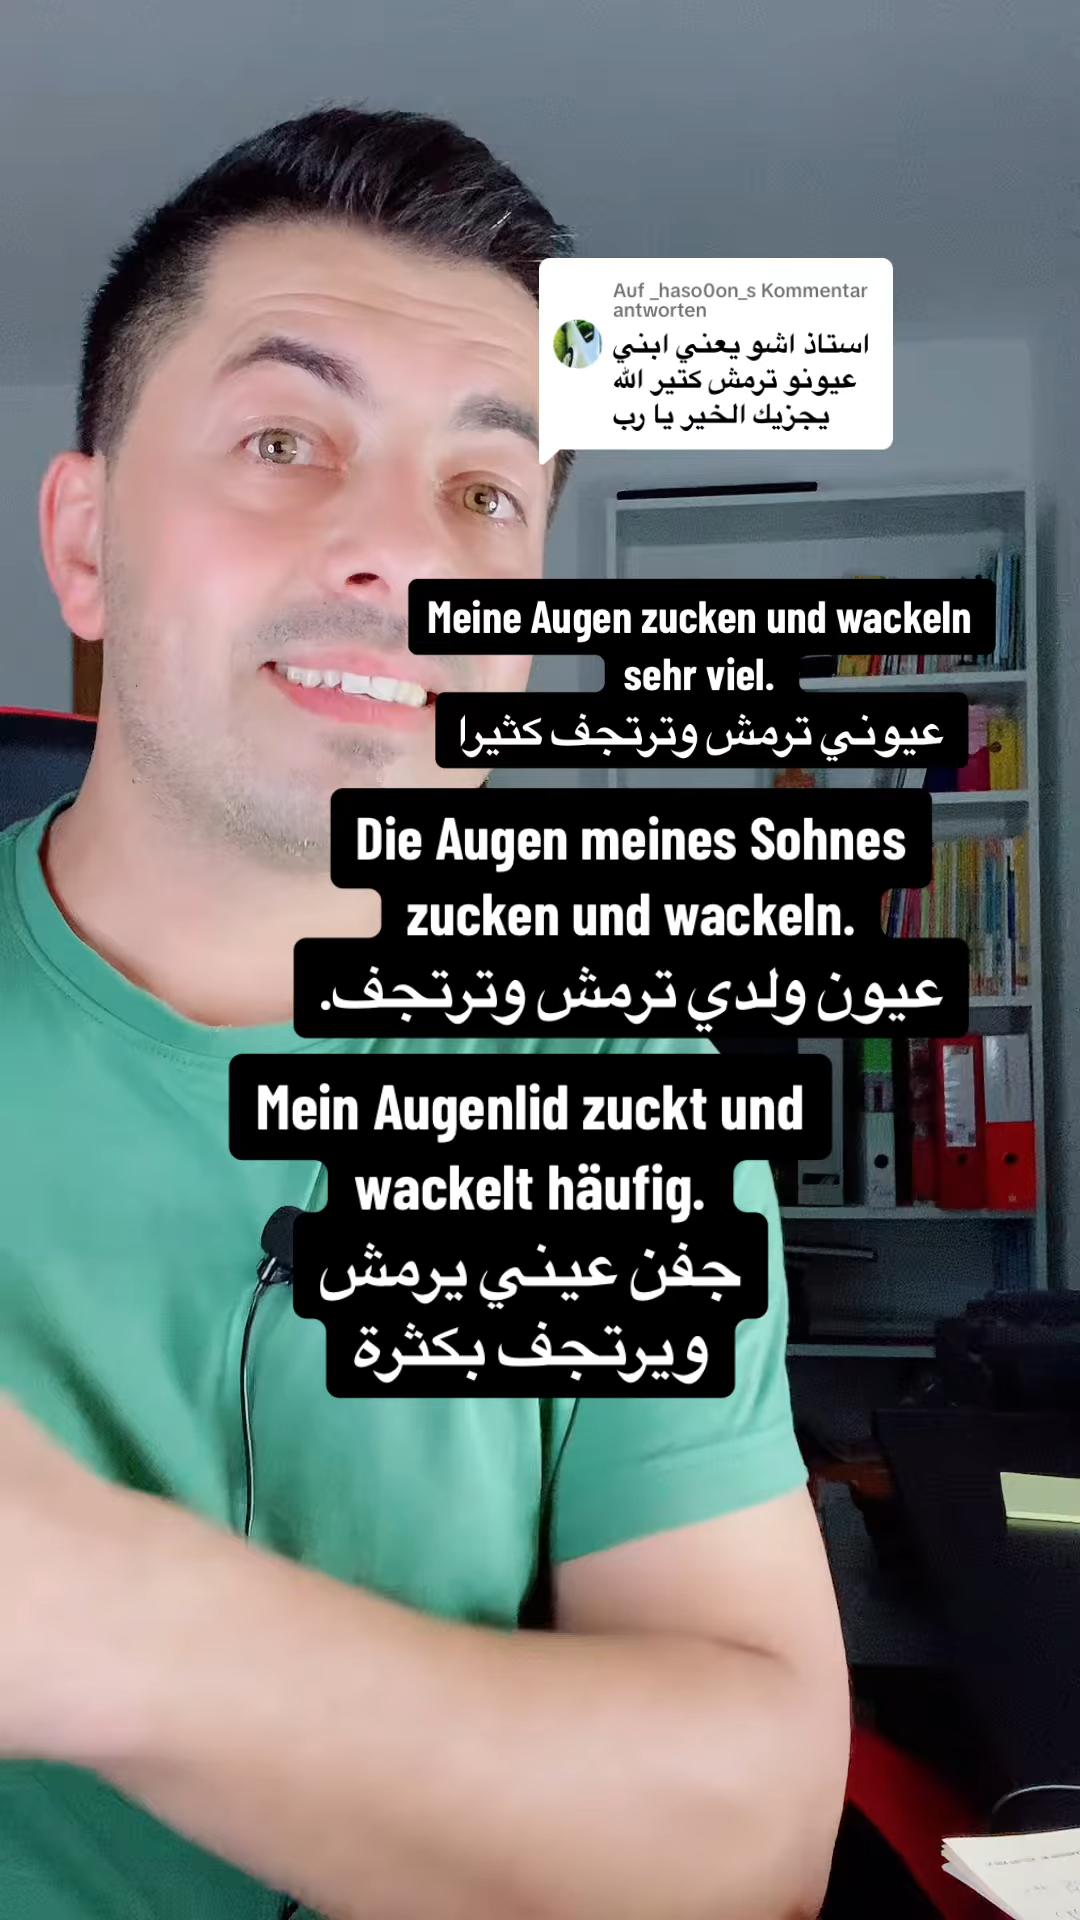 Auf _haso0on_s Kommentar
antworten
استاذ اشو يعني ابني
عيونو ترمش كتير الله
يجزيك الخير يا رب
Meine Augen zucken und wackeln
sehr viel.
عيوني ترمش وترتجف كثيرا
Die Augen meines Sohnes
zucken und wackeln.
عيون ولدي ترمش وترتجف.
Mein Augenlid zuckt und
wackelt häufig.
جفن عيني يرمش
ويرتجف بكثرة